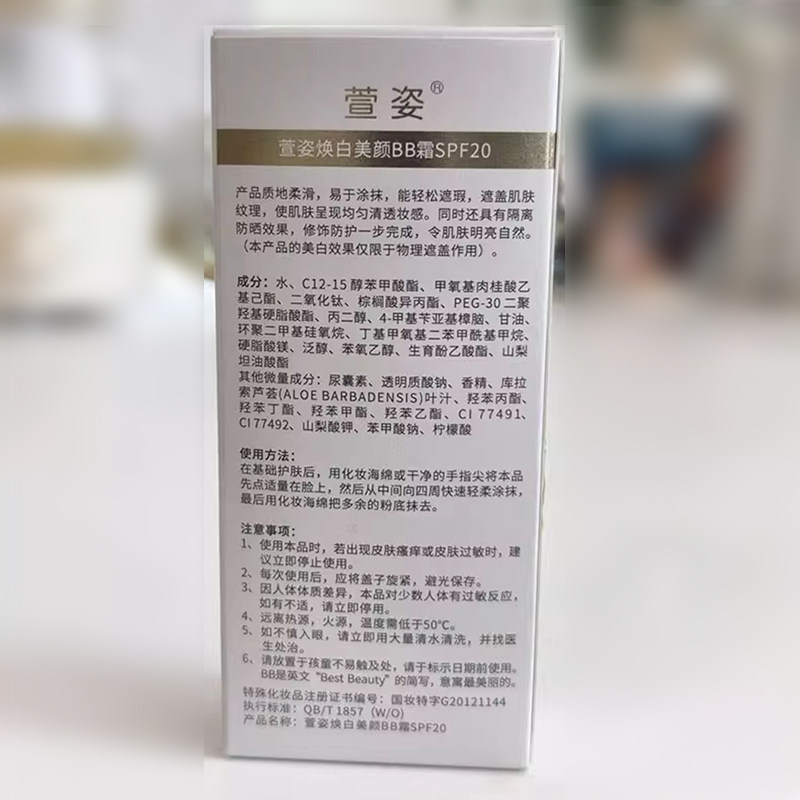 萱姿®
萱姿焕白美颜BB霜SPF20
产品质地柔滑，易于涂抹，能轻松遮瑕，遮盖肌肤
纹理，使肌肤呈现均匀清透妆感。同时还具有隔离
防晒效果，修饰防护一步完成，令肌肤明亮自然。
（本产品的美白效果仅限于物理遮盖作用）。
成分：水、C12-15 醇苯甲酸酯、甲氧基肉桂酸乙
基己酯、二氧化钛、棕榈酸异丙酯、PEG-30 二聚
羟基硬脂酸酯、丙二醇、4-甲基苄亚基樟脑、甘油、
环聚二甲基硅氧烷、丁基甲氧基二苯甲酰基甲烷、
硬脂酸镁、泛醇、苯氧乙醇、生育酚乙酸酯、山梨
坦油酸酯
其他微量成分：尿囊素、透明质酸钠、香精、库拉
索芦荟(ALOE BARBADENSIS)叶汁、羟苯丙酯、
羟苯丁酯、羟苯甲酯、羟苯乙酯、CI 77491、
CI 77492、山梨酸钾、苯甲酸钠、柠檬酸
使用方法：
在基础护肤后，用化妆海绵或干净的手指尖将本品
先点适量在脸上，然后从中间向四周快速轻柔涂抹，
最后用化妆海绵把多余的粉底抹去。
注意事项：
1、使用本品时，若出现皮肤瘙痒或皮肤过敏时，建
议立即停止使用。
2、每次使用后，应将盖子旋紧，避光保存。
3、因人体体质差异，本品对少数人体有过敏反应，
如有不适，请立即停用。
4、远离热源，火源，温度需低于50℃。
5、如不慎入眼，请立即用大量清水清洗，并找医
生处治。
6、请放置于孩童不易触及处，请于标示日期前使用。
BB是英文“Best Beauty”的简写，意寓最美丽的。
特殊化妆品注册证书编号：国妆特字G20121144
执行标准：QB/T 1857（W/O）
产品名称：萱姿焕白美颜BB霜SPF20